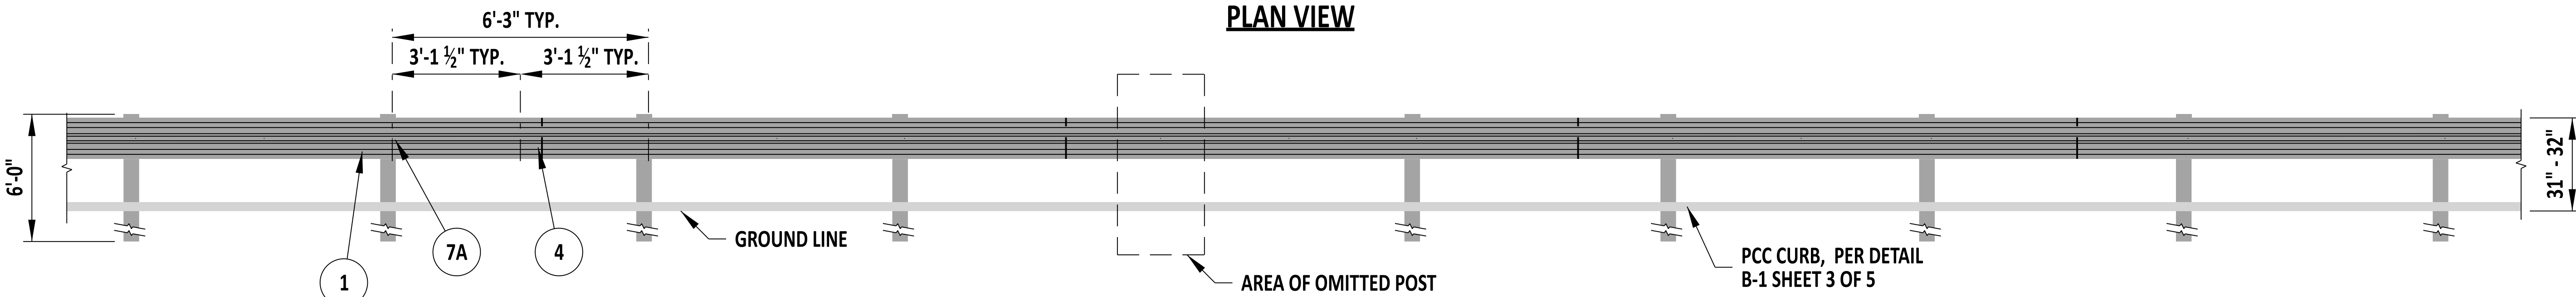 PLAN VIEW
6'-3" TYP.
3'-1 ½" TYP.
3'-1 ½" TYP.
6'-0"
31" - 32"
GROUND LINE
7A
4
1
AREA OF OMITTED POST
PCC CURB, PER DETAIL
B-1 SHEET 3 OF 5